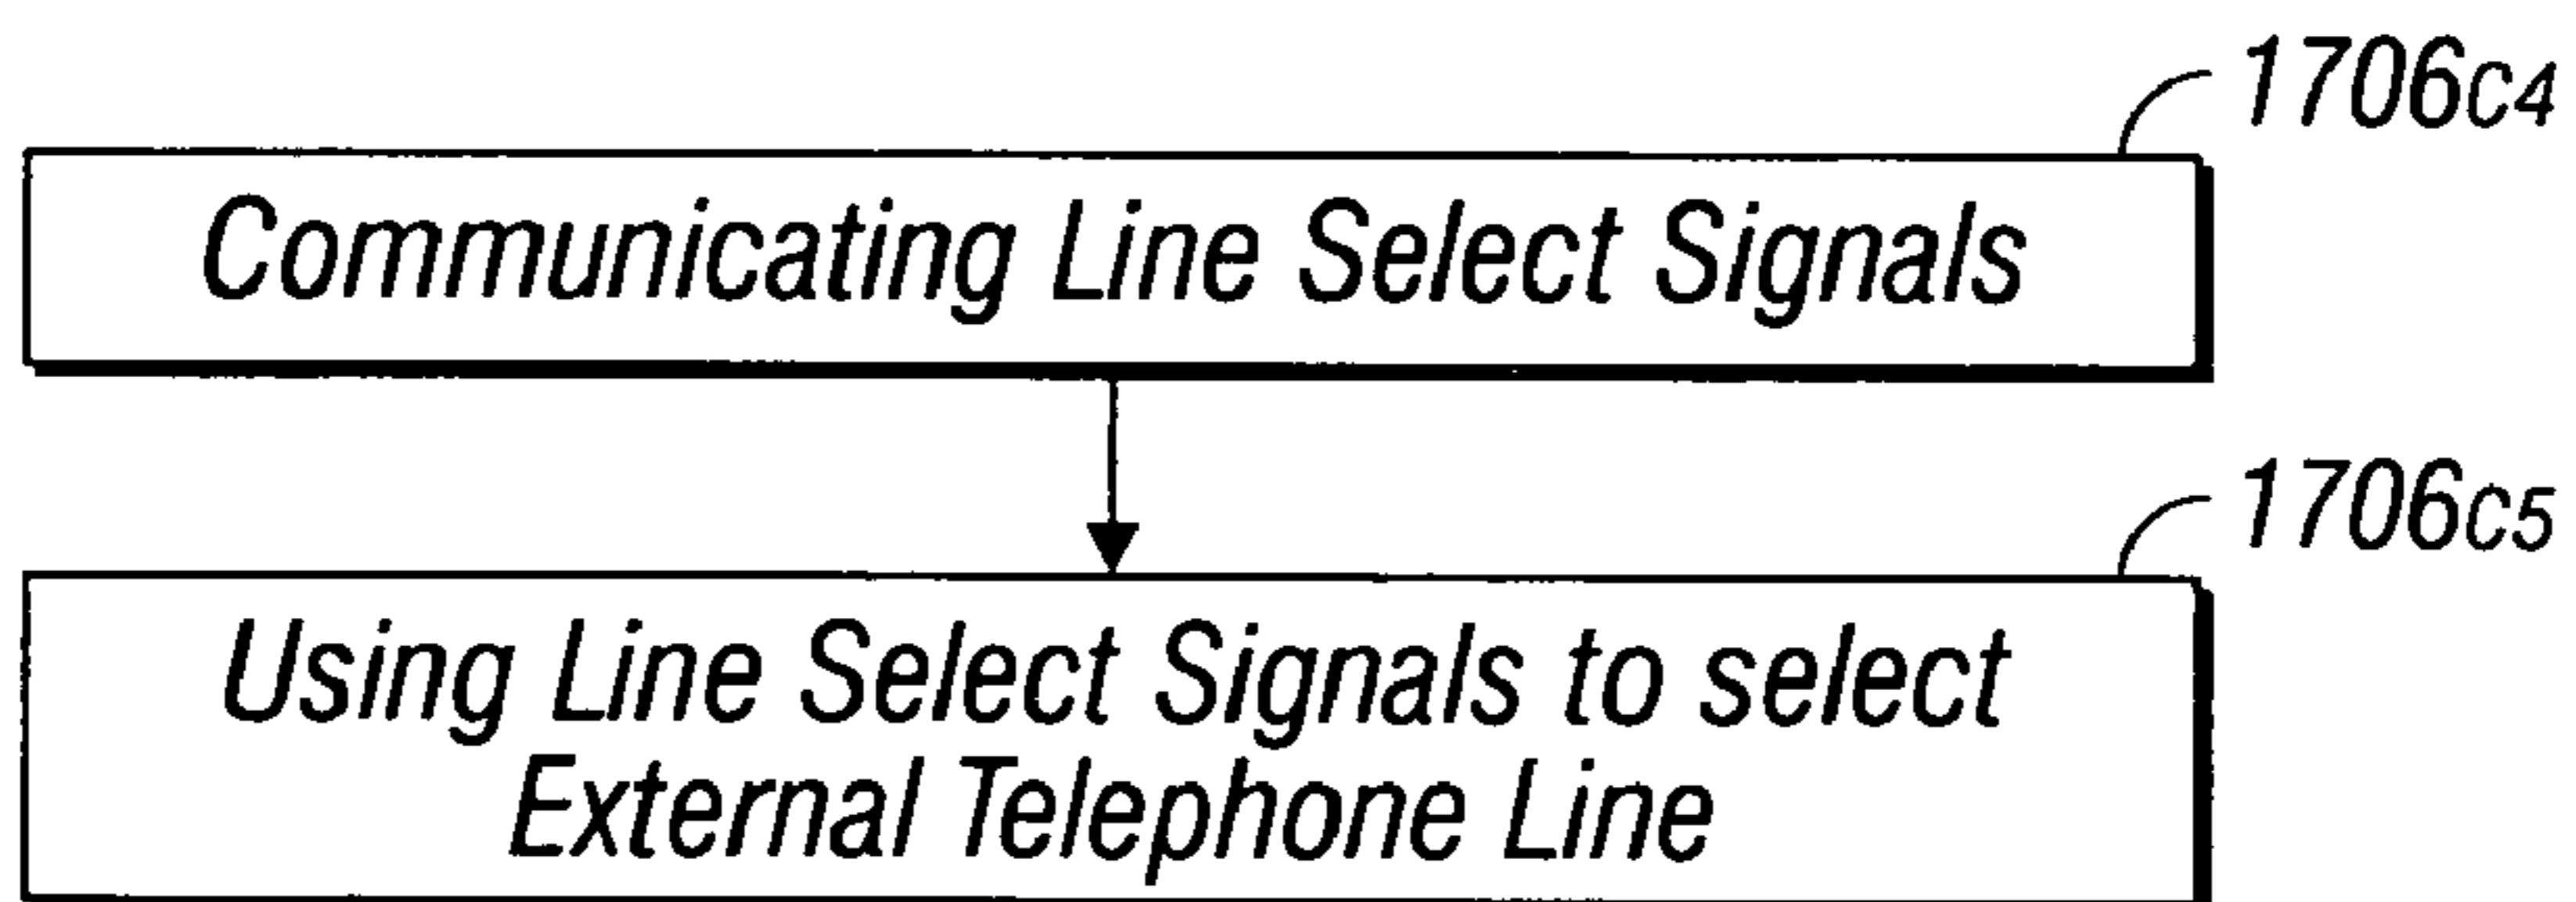 1706c4
Communicating Line Select Signals
1706c5
Using Line Select Signals to select
External Telephone Line